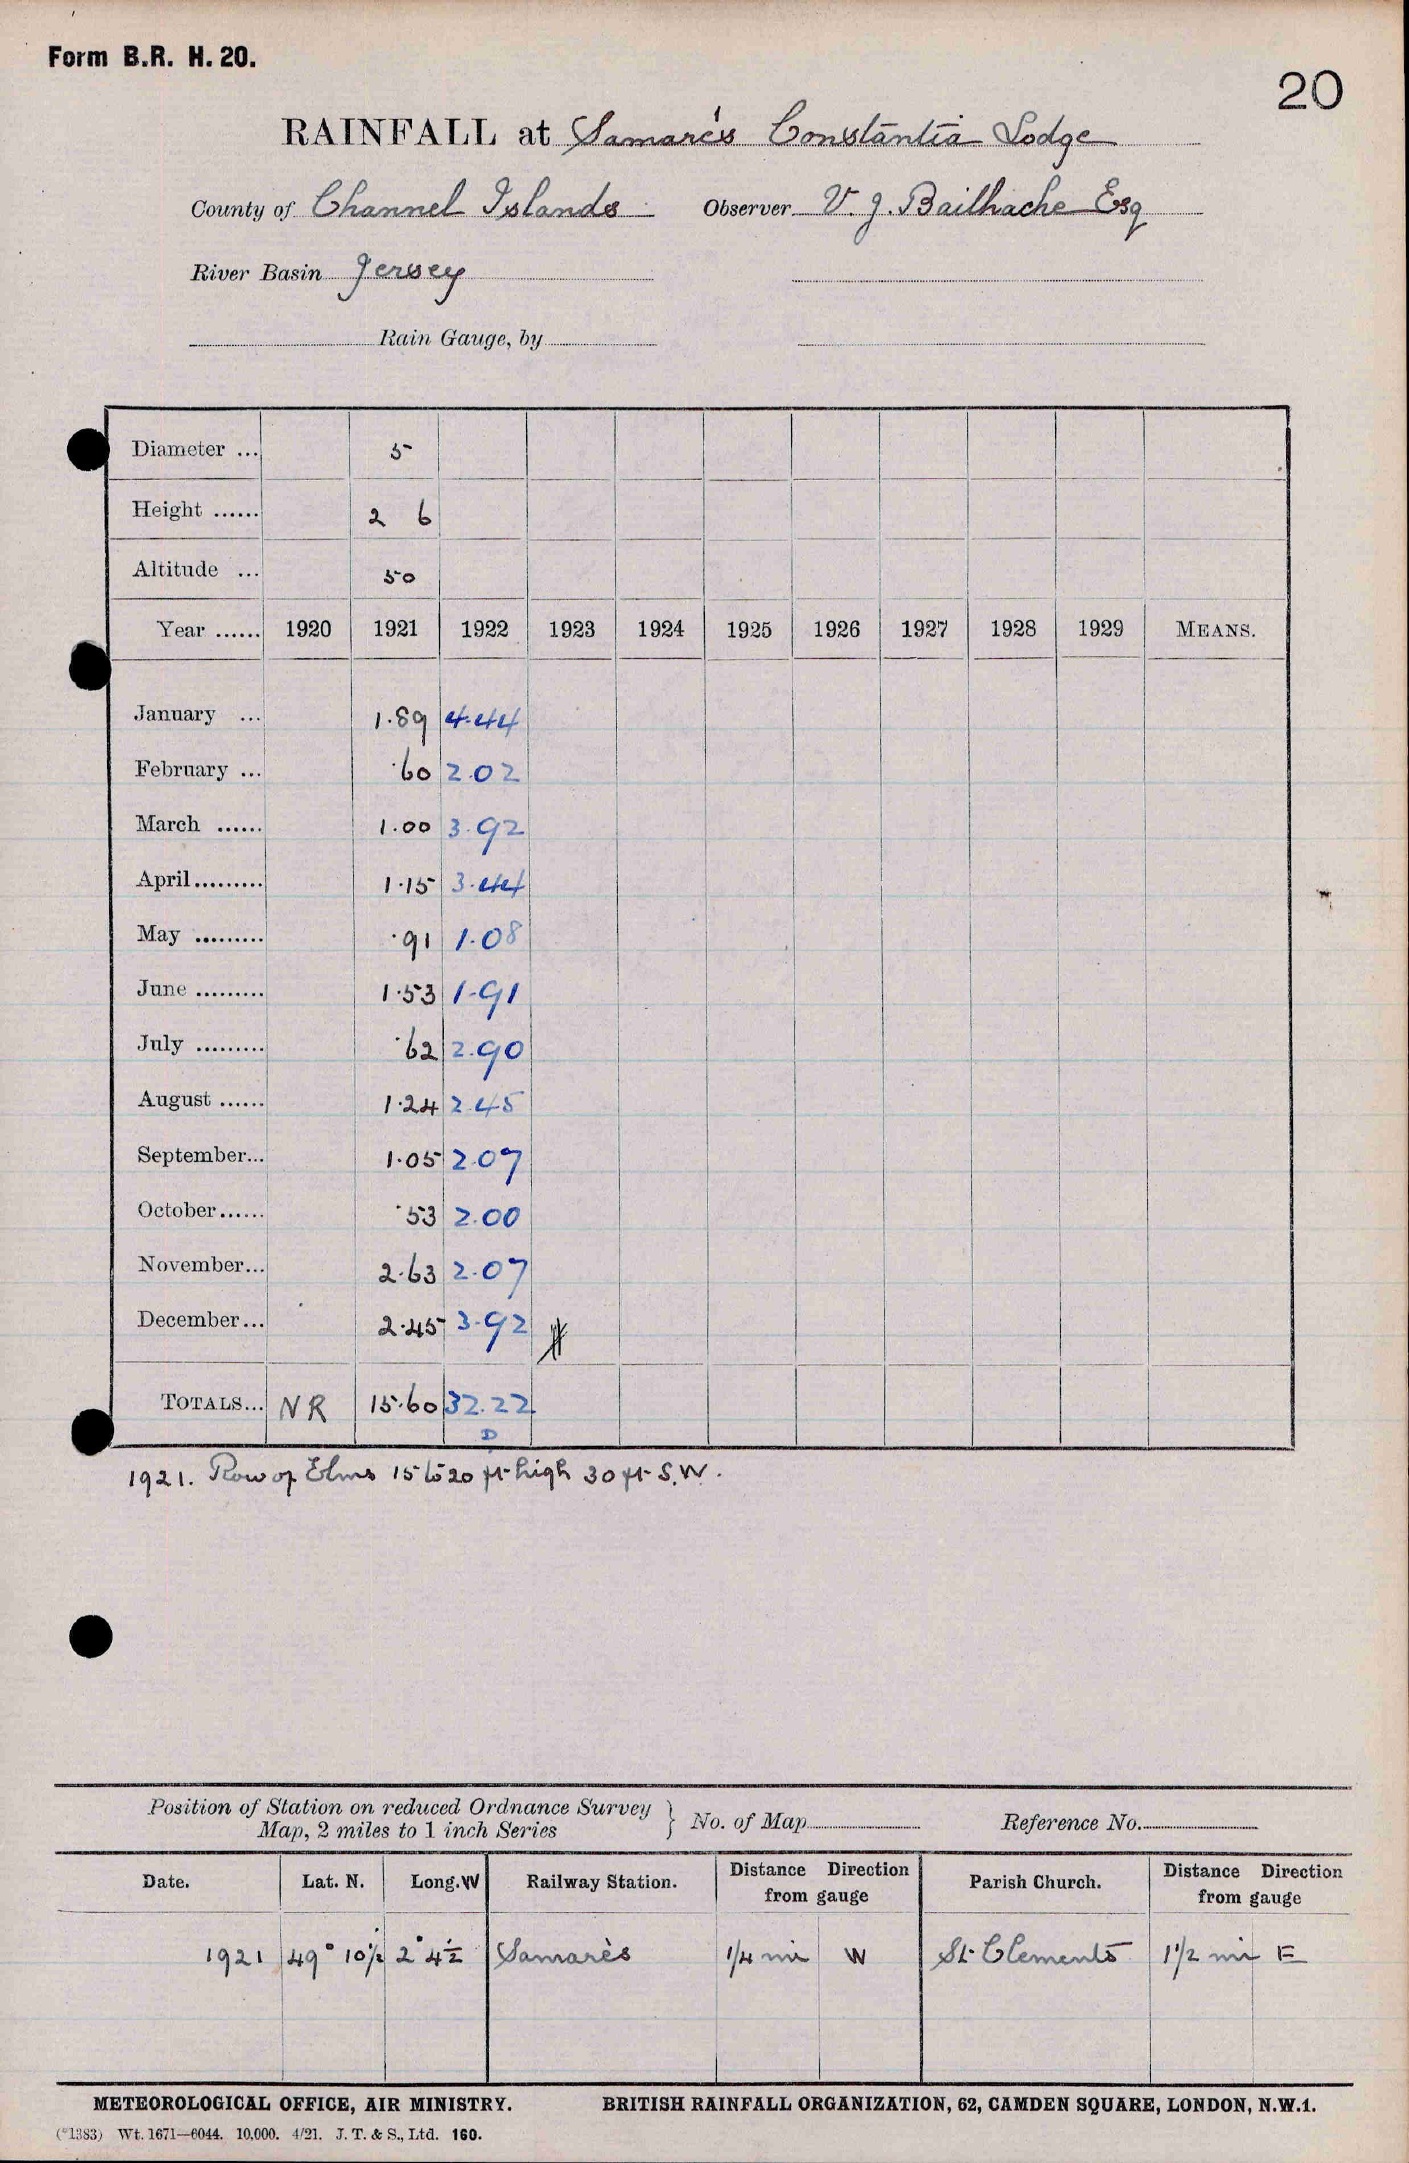 Form B.R. H. 20.
20
RAINFALL at Samarès Constantia Lodge
County of Channel Islands Observer V. J. Bailhache Esq
River Basin Jersey
Rain Gauge, by
Diameter ... 5
Height ...... 2 6
Altitude ... 50
Year ...... 1920 1921 1922 1923 1924 1925 1926 1927 1928 1929 MEANS.
January ... 1.89 4.44
February ... .60 2.02
March ...... 1.00 3.92
April......... 1.15 3.44
May ......... .91 1.08
June ......... 1.53 1.91
July ......... .62 2.90
August ...... 1.24 2.45
September... 1.05 2.07
October...... .53 2.00
November... 2.63 2.07
December... 2.45 3.92
TOTALS... NR 15.60 32.22
D
1921. Row of Elms 15 to 20 ft high 30 ft S.W.
Position of Station on reduced Ordnance Survey
Map, 2 miles to 1 inch Series } No. of Map Reference No.
Date. Lat. N. Long. W Railway Station. Distance Direction from gauge Parish Church. Distance Direction from gauge
1921 49° 10½ 2° 4½ Samarès 1/4 mi W St Clements 1 1/2 mi E
METEOROLOGICAL OFFICE, AIR MINISTRY. BRITISH RAINFALL ORGANIZATION, 62, CAMDEN SQUARE, LONDON, N.W.1.
(*1383) Wt. 1671—6044. 10,000. 4/21. J. T. & S., Ltd. 160.